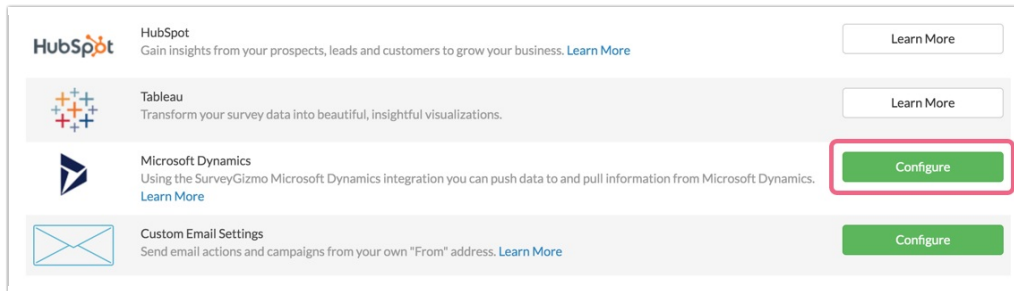 HubSpot
HubSpot
Gain insights from your prospects, leads and customers to grow your business. Learn More
Learn More
Tableau
Transform your survey data into beautiful, insightful visualizations.
Learn More
Microsoft Dynamics
Using the SurveyGizmo Microsoft Dynamics integration you can push data to and pull information from Microsoft Dynamics.
Learn More
Configure
Custom Email Settings
Send email actions and campaigns from your own "From" address. Learn More
Configure